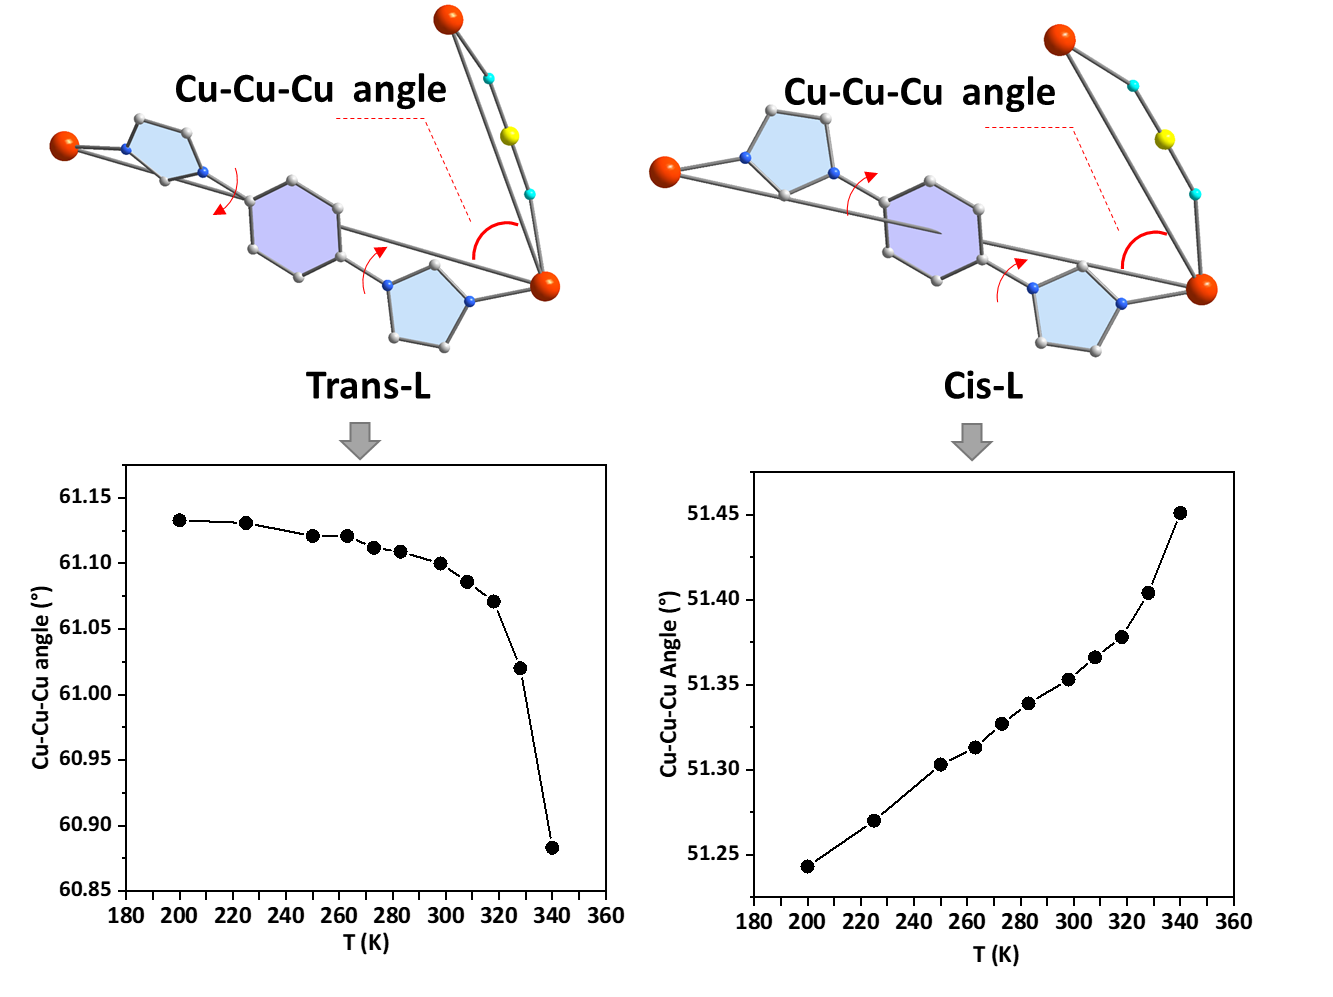 Cu-Cu-Cu angle
Cu-Cu-Cu angle
Trans-L
Cis-L
61.15
61.10
61.05
61.00
60.95
60.90
60.85
Cu-Cu-Cu angle (°)
180 200 220 240 260 280 300 320 340 360
T (K)
51.45
51.40
51.35
51.30
51.25
Cu-Cu-Cu Angle (°)
180 200 220 240 260 280 300 320 340 360
T (K)